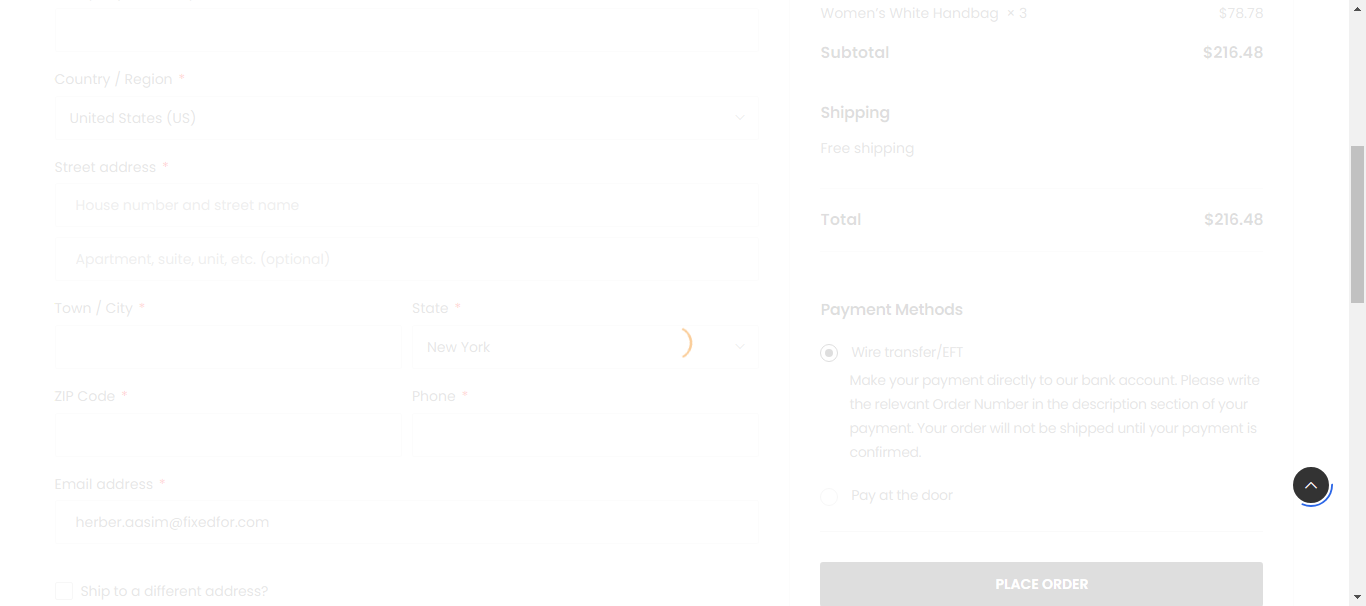 Country / Region *
United States (US)
Street address *
House number and street name
Apartment, suite, unit, etc. (optional)
Town / City *
State *
New York
ZIP Code *
Phone *
Email address *
herber.aasim@fixedfor.com
Ship to a different address?
Women's White Handbag × 3 $78.78
Subtotal $216.48
Shipping
Free shipping
Total $216.48
Payment Methods
Wire transfer/EFT
Make your payment directly to our bank account. Please write
the relevant Order Number in the description section of your
payment. Your order will not be shipped until your payment is
confirmed.
Pay at the door
PLACE ORDER